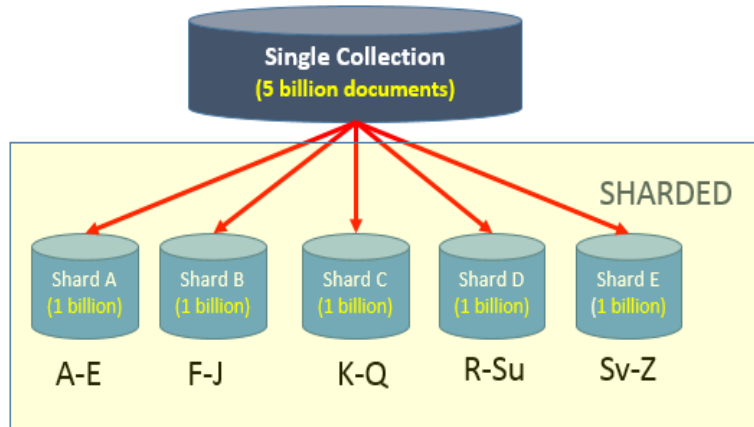 Single Collection
(5 billion documents)
SHARDED
Shard A
(1 billion)
Shard B
(1 billion)
Shard C
(1 billion)
Shard D
(1 billion)
Shard E
(1 billion)
A-E
F-J
K-Q
R-Su
Sv-Z